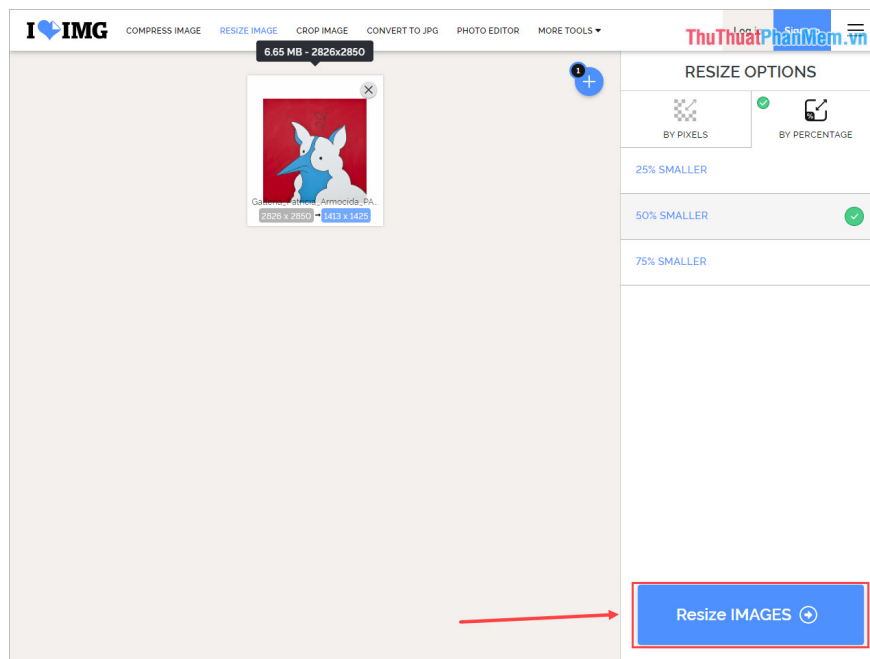 I IMG COMPRESS IMAGE RESIZE IMAGE CROP IMAGE CONVERT TO JPG PHOTO EDITOR MORE TOOLS
ThuThuatPhanMem.vn
6.65 MB - 2826x2850
1
RESIZE OPTIONS
BY PIXELS
%
BY PERCENTAGE
25% SMALLER
Galleria_Patricia_Armocida_PA...
2826 x 2850 → 1413 x 1425
50% SMALLER
75% SMALLER
Resize IMAGES